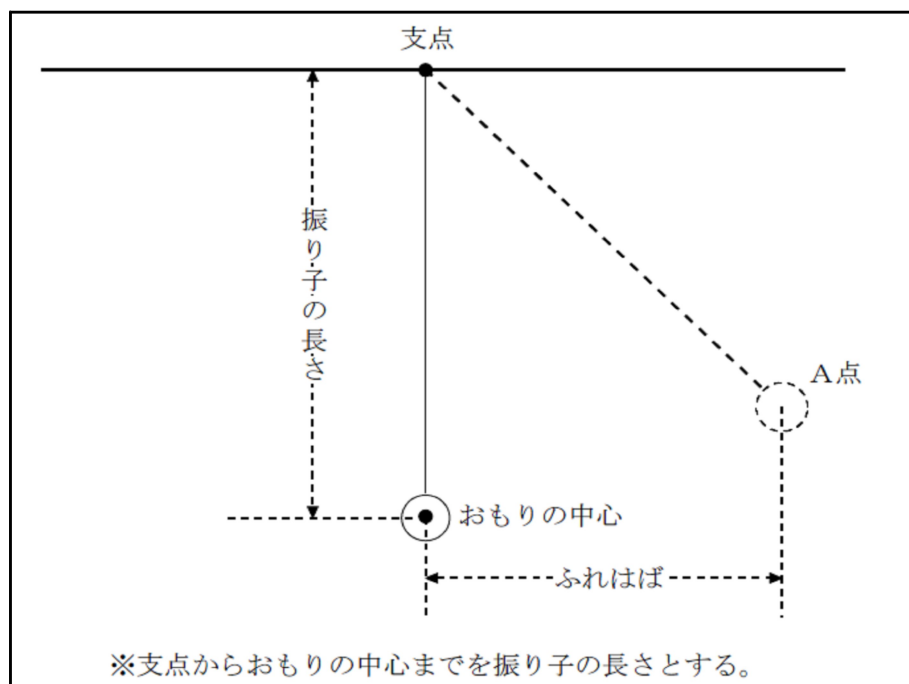 支点
振り子の長さ
A点
おもりの中心
ふれはば
※支点からおもりの中心までを振り子の長さとする。